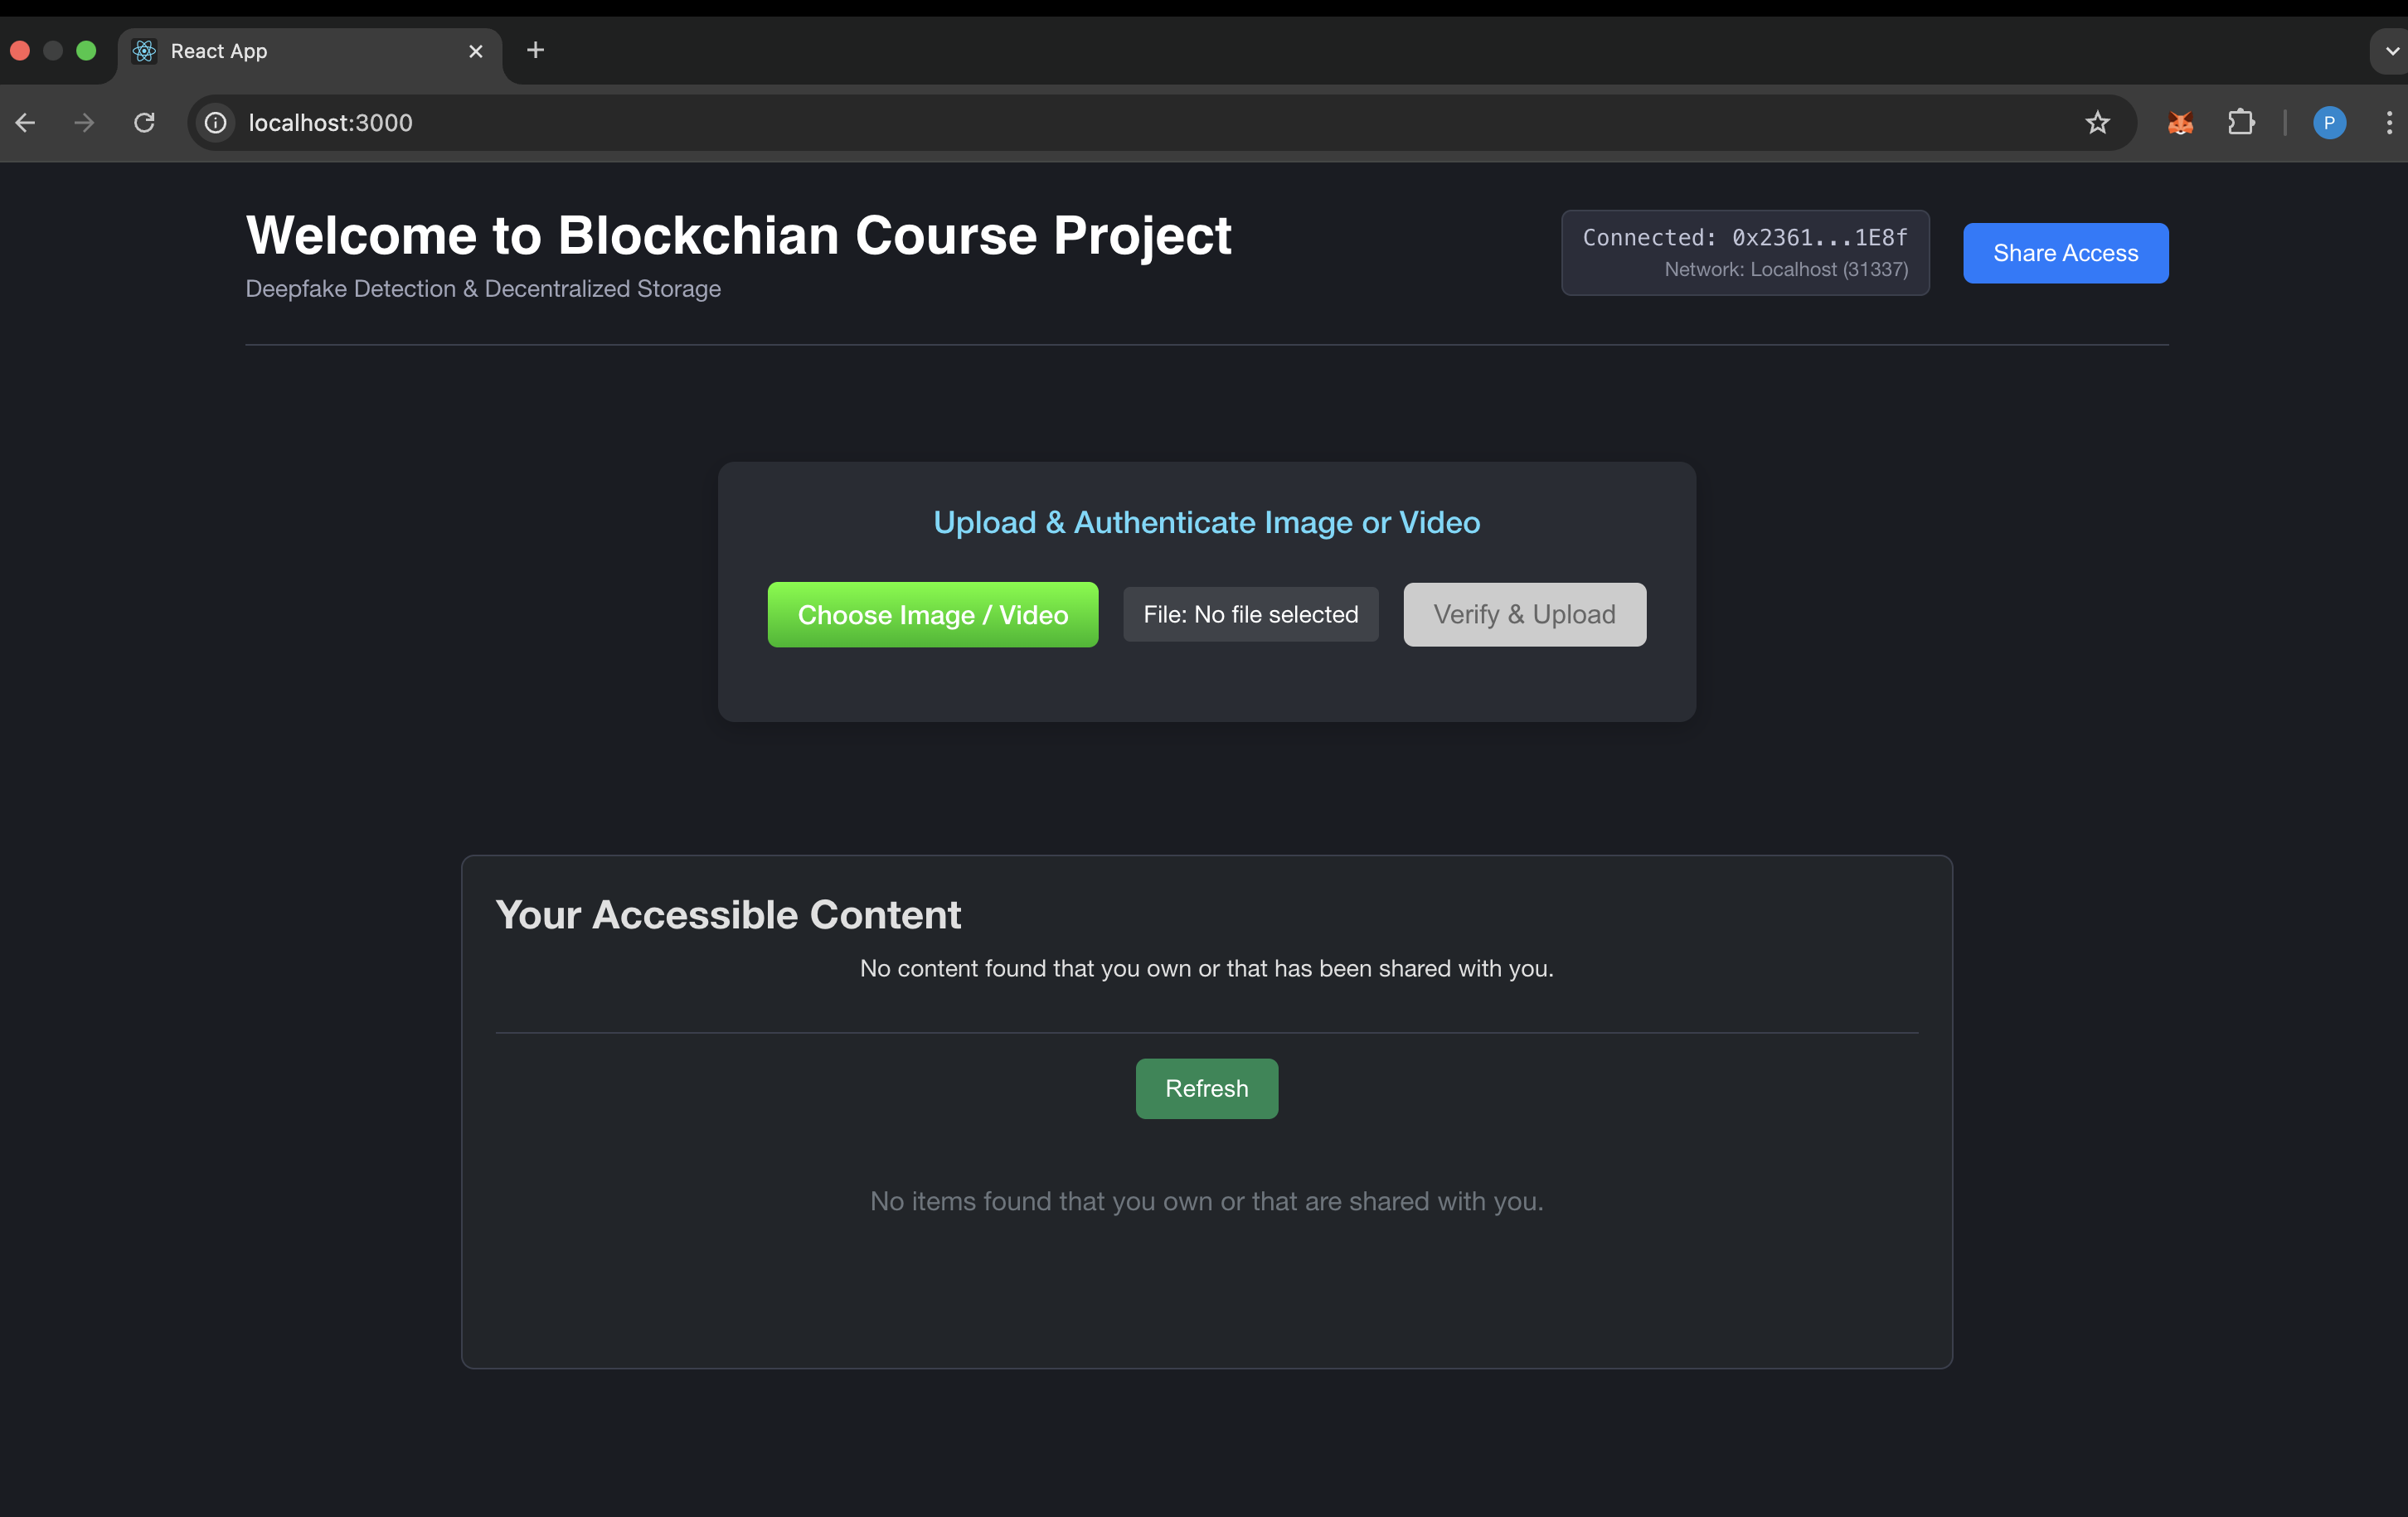 React App
localhost:3000
P
Welcome to Blockchian Course Project
Deepfake Detection & Decentralized Storage
Connected: 0x2361...1E8f
Network: Localhost (31337)
Share Access
Upload & Authenticate Image or Video
Choose Image / Video
File: No file selected
Verify & Upload
Your Accessible Content
No content found that you own or that has been shared with you.
Refresh
No items found that you own or that are shared with you.